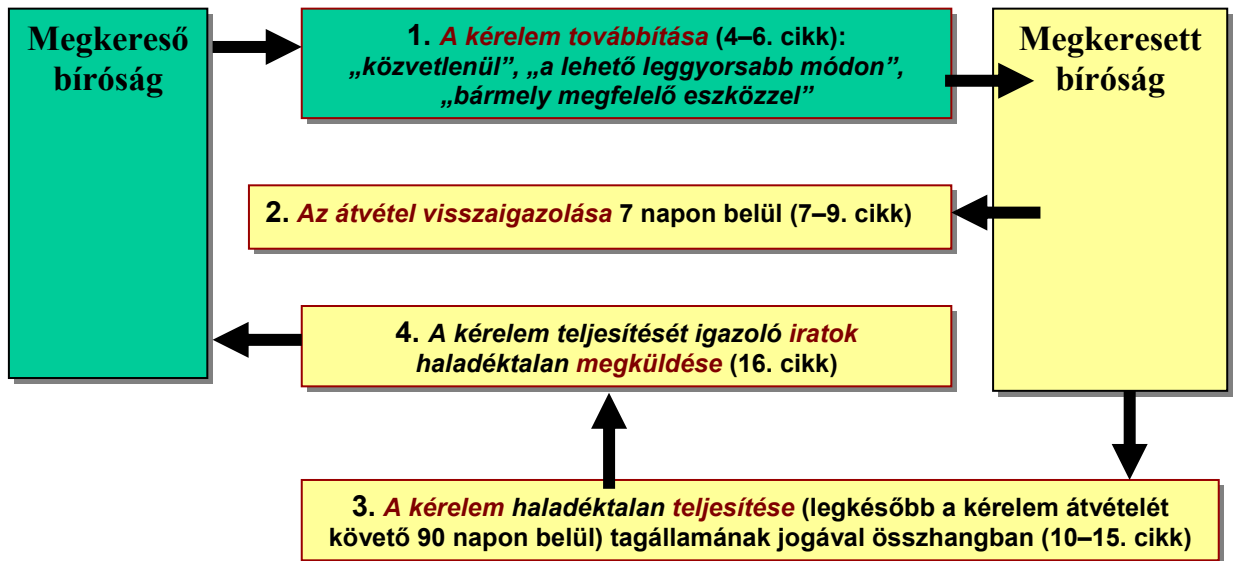 Megkereső
bíróság
1. A kérelem továbbítása (4–6. cikk):
„közvetlenül”, „a lehető leggyorsabb módon”,
„bármely megfelelő eszközzel”
Megkeresett
bíróság
2. Az átvétel visszaigazolása 7 napon belül (7–9. cikk)
4. A kérelem teljesítését igazoló iratok
haladéktalan megküldése (16. cikk)
3. A kérelem haladéktalan teljesítése (legkésőbb a kérelem átvételét
követő 90 napon belül) tagállamának jogával összhangban (10–15. cikk)